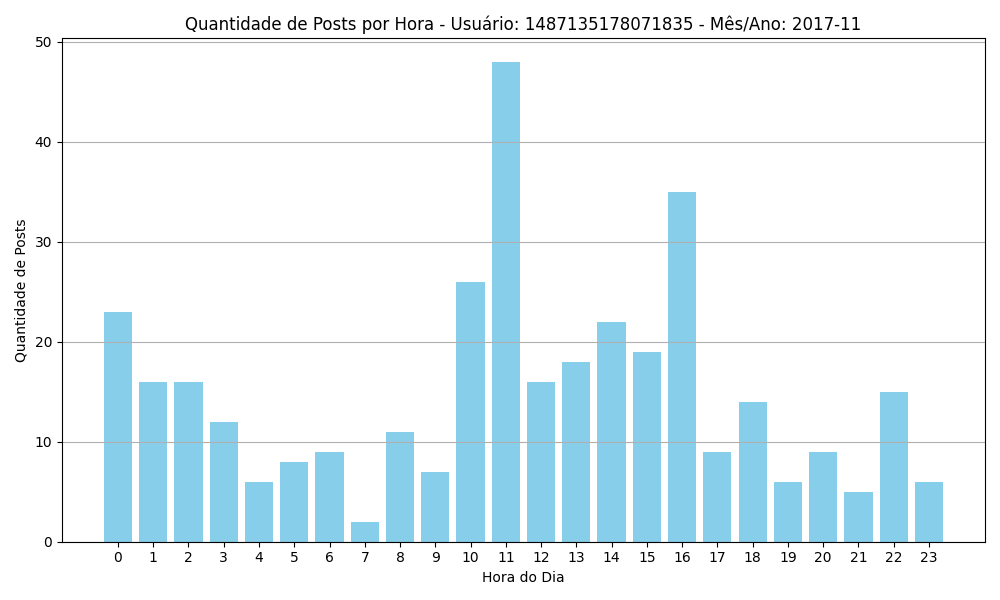 Quantidade de Posts por Hora - Usuário: 1487135178071835 - Mês/Ano: 2017-11
Quantidade de Posts
50
40
30
20
10
0
0 1 2 3 4 5 6 7 8 9 10 11 12 13 14 15 16 17 18 19 20 21 22 23
Hora do Dia